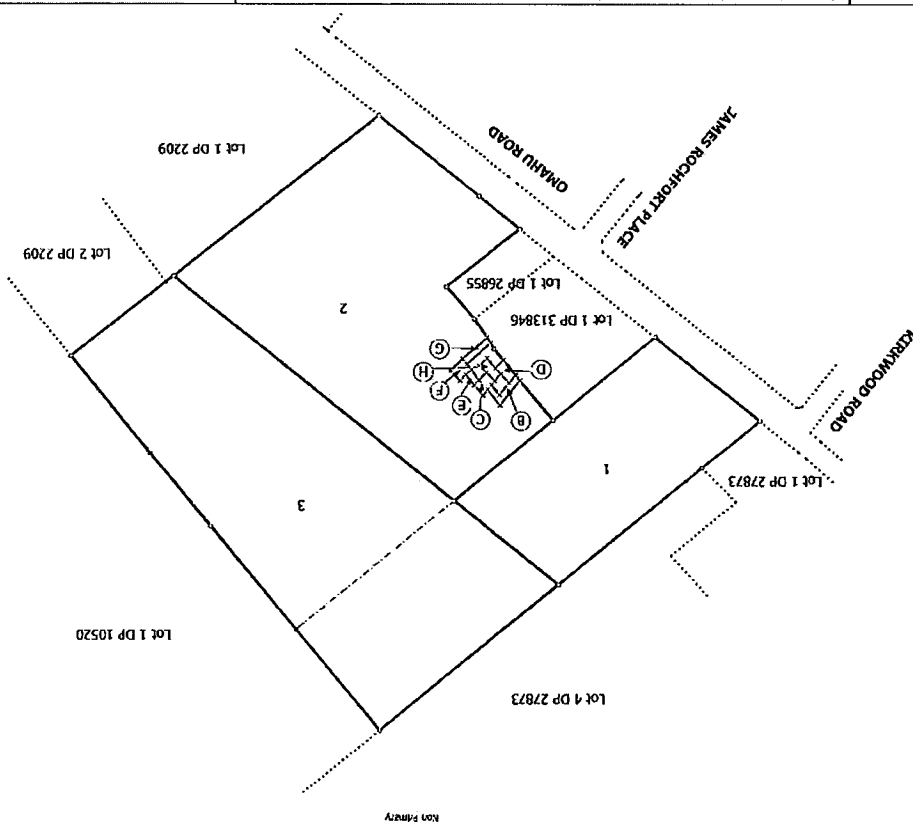 Non Primary
Lot 4 DP 27873
Lot 1 DP 10520
3
Lot 1 DP 27873
1
KIRKWOOD ROAD
B
C
E
F
D
H
G
Lot 1 DP 313846
2
Lot 1 DP 26855
Lot 2 DP 2209
JAMES ROCHFORT PLACE
OMAHU ROAD
Lot 1 DP 2209